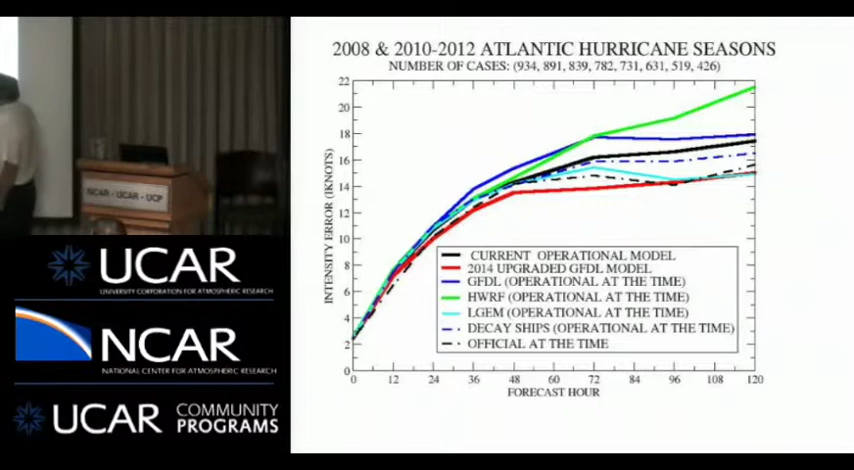 2008 & 2010-2012 ATLANTIC HURRICANE SEASONS
NUMBER OF CASES: (934, 891, 839, 782, 731, 631, 519, 426)
22
20
18
16
14
12
10
8
6
4
2
0
INTENSITY ERROR (KNOTS)
CURRENT OPERATIONAL MODEL
2014 UPGRADED GFDL MODEL
GFDL (OPERATIONAL AT THE TIME)
HWRF (OPERATIONAL AT THE TIME)
LGEM (OPERATIONAL AT THE TIME)
DECAY SHIPS (OPERATIONAL AT THE TIME)
OFFICIAL AT THE TIME
0 12 24 36 48 60 72 84 96 108 120
FORECAST HOUR
NCAR - UCAR - UCP
UCAR
UNIVERSITY CORPORATION FOR ATMOSPHERIC RESEARCH
NCAR
NATIONAL CENTER FOR ATMOSPHERIC RESEARCH
UCAR COMMUNITY
PROGRAMS